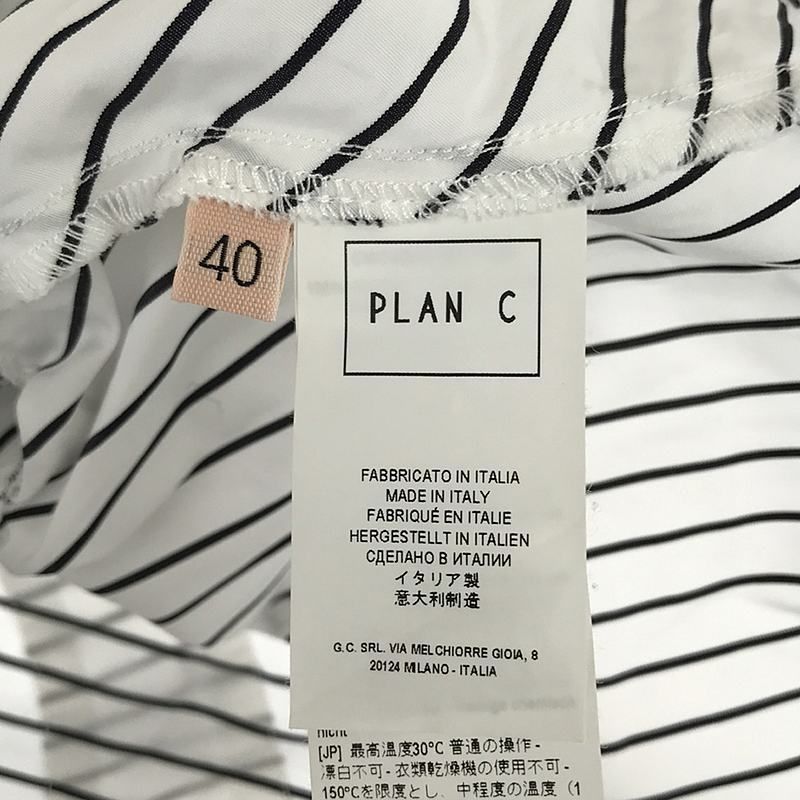 40
PLAN C
FABBRICATO IN ITALIA
MADE IN ITALY
FABRIQUÉ EN ITALIE
HERGESTELLT IN ITALIEN
СДЕЛАНО В ИТАЛИИ
イタリア製
意大利制造
G.C. SRL. VIA MELCHIORRE GIOIA, 8
20124 MILANO - ITALIA
nicht
[JP] 最高温度30°C 普通の操作 -
漂白不可 - 衣類乾燥機の使用不可 -
150°Cを限度とし、中程度の温度（1